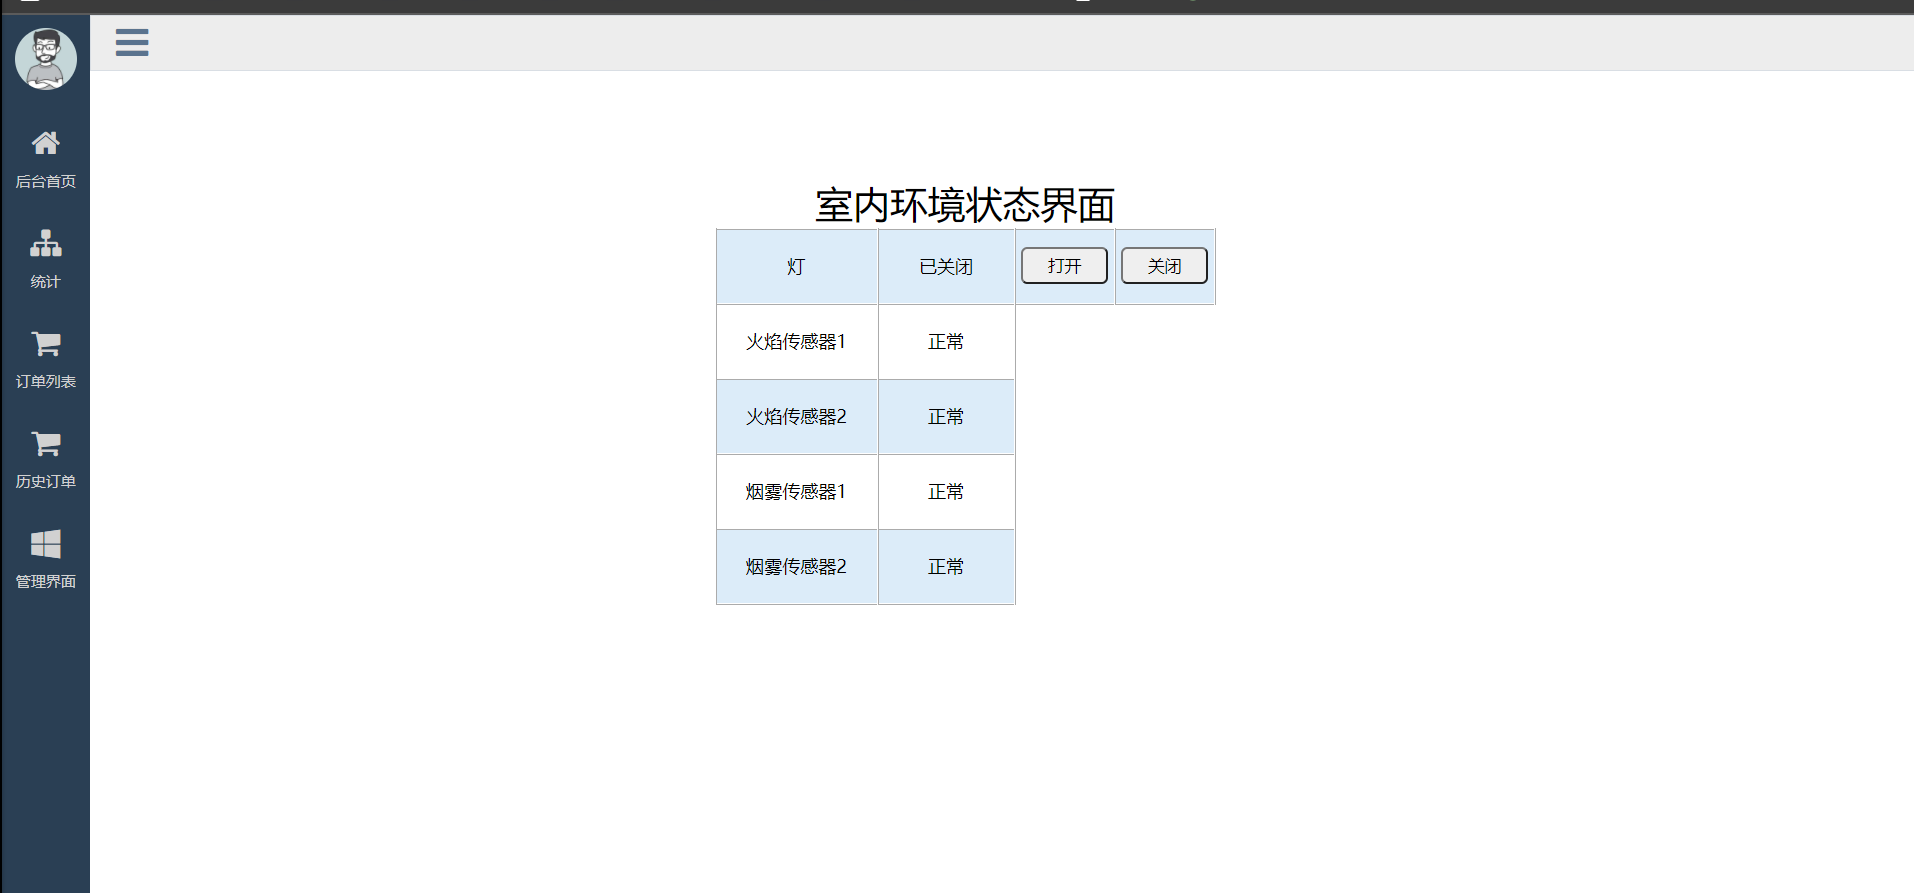 后台首页
统计
订单列表
历史订单
管理界面
室内环境状态界面
灯 已关闭 打开 关闭
火焰传感器1 正常
火焰传感器2 正常
烟雾传感器1 正常
烟雾传感器2 正常